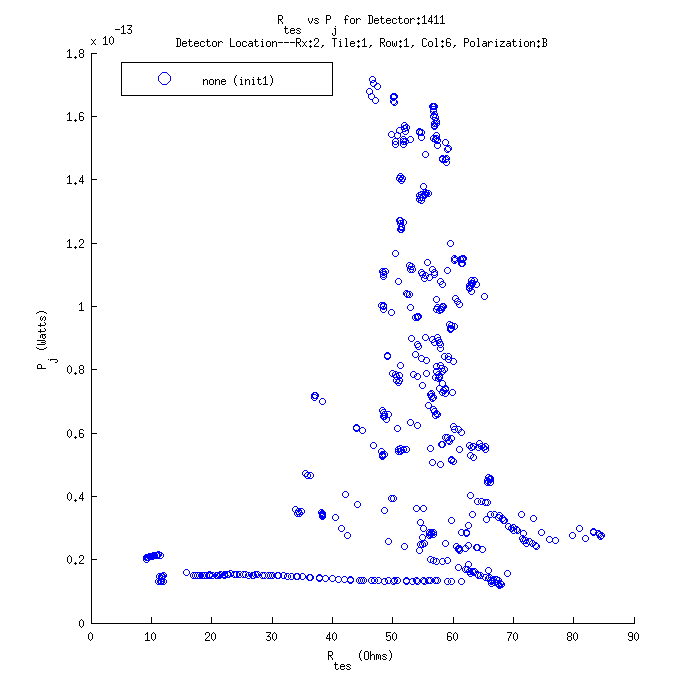 R_tes vs P_j for Detector:1411
Detector Location---Rx:2, Tile:1, Row:1, Col:6, Polarization:B
x 10^-13
none (init1)
1.8
1.6
1.4
1.2
1
0.8
0.6
0.4
0.2
0
P_j (Watts)
0 10 20 30 40 50 60 70 80 90
R_tes (Ohms)